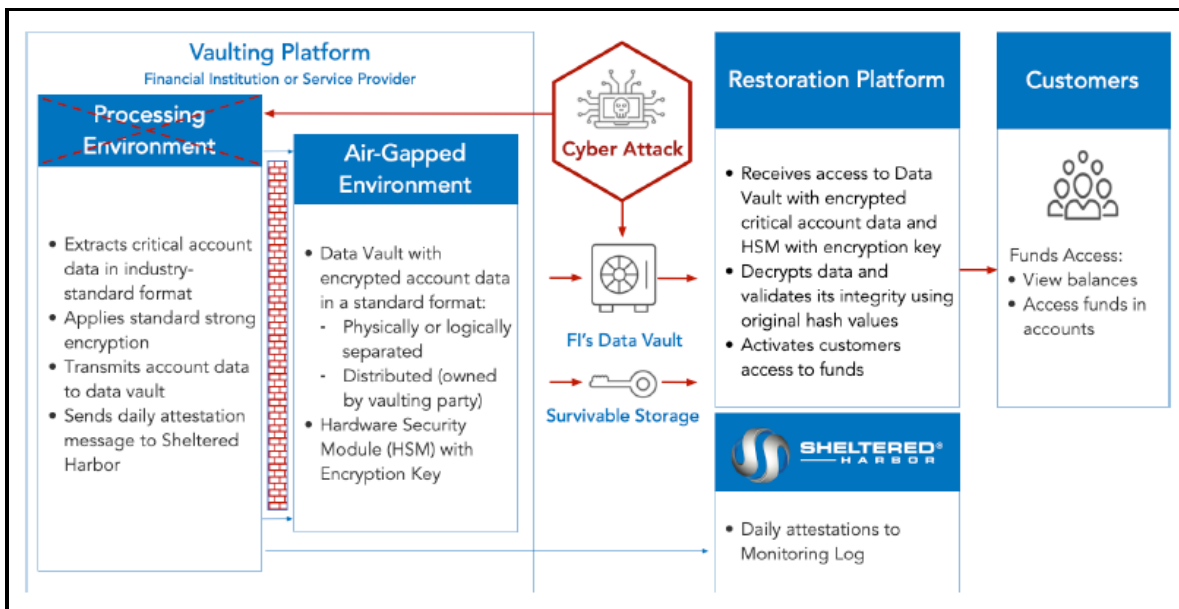 Vaulting Platform
Financial Institution or Service Provider
Processing
Environment
• Extracts critical account
data in industry-
standard format
• Applies standard strong
encryption
• Transmits account data
to data vault
• Sends daily attestation
message to Sheltered
Harbor
Air-Gapped
Environment
• Data Vault with
encrypted account data
in a standard format:
- Physically or logically
separated
- Distributed (owned
by vaulting party)
• Hardware Security
Module (HSM) with
Encryption Key
Cyber Attack
FI's Data Vault
Survivable Storage
Restoration Platform
• Receives access to Data
Vault with encrypted
critical account data and
HSM with encryption key
• Decrypts data and
validates its integrity using
original hash values
• Activates customers
access to funds
SHELTERED®
HARBOR
• Daily attestations to
Monitoring Log
Customers
Funds Access:
• View balances
• Access funds in
accounts